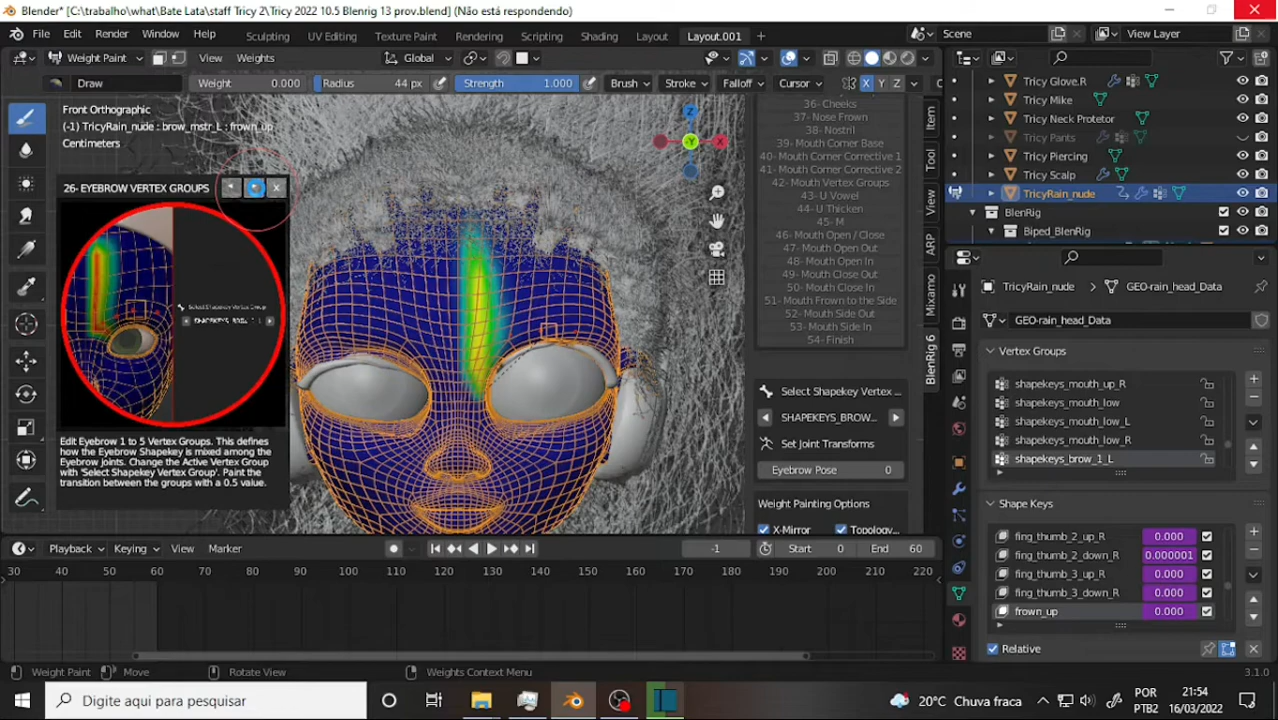 Blender* [C:\trabalho\what\Bate Lata\staff Tricy 2\Tricy 2022 10.5 Blenrig 13 prov.blend] (Não está respondendo)
File Edit Render Window Help Sculpting UV Editing Texture Paint Rendering Scripting Shading Layout Layout.001 Scene View Layer
Weight Paint View Weights Global
Draw Weight 0.000 Radius 44 px Strength 1.000 Brush Stroke Falloff Cursor X Y Z
Front Orthographic
(-1) TricyRain_nude : brow_mstr_L : frown_up
Centimeters
26- EYEBROW VERTEX GROUPS
Select Shapekey Vertex Group
SHAPEKEYS_BROW_1_L
Edit Eyebrow 1 to 5 Vertex Groups. This defines
how the Eyebrow Shapekey is mixed among the
Eyebrow Joints. Change the Active Vertex Group
with 'Select Shapekey Vertex Group'. Paint the
transition between the groups with a 0.5 value.
Z
Y
X
36- Cheeks
37- Nose Frown
38- Nostril
39- Mouth Corner Base
40- Mouth Corner Corrective 1
41- Mouth Corner Corrective 2
42- Mouth Vertex Groups
43- U Vowel
44- U Thicken
45- M
46- Mouth Open / Close
47- Mouth Open Out
48- Mouth Open In
49- Mouth Close Out
50- Mouth Close In
51- Mouth Frown to the Side
52- Mouth Side Out
53- Mouth Side In
54- Finish
Select Shapekey Vertex ...
SHAPEKEYS_BROW...
Set Joint Transforms
Eyebrow Pose 0
Weight Painting Options
X-Mirror Topology...
Item
Tool
View
ARP
Mixamo
BlenRig 6
Tricy Glove.R
Tricy Mike
Tricy Neck Protetor
Tricy Pants
Tricy Piercing
Tricy Scalp
TricyRain_nude
BlenRig
Biped_BlenRig
TricyRain_nude GEO-rain_head_Data
GEO-rain_head_Data
Vertex Groups
shapekeys_mouth_up_R
shapekeys_mouth_low
shapekeys_mouth_low_L
shapekeys_mouth_low_R
shapekeys_brow_1_L
Shape Keys
fing_thumb_2_up_R 0.000
fing_thumb_2_down_R 0.000001
fing_thumb_3_up_R 0.000
fing_thumb_3_down_R 0.000
frown_up 0.000
Relative
Playback Keying View Marker -1 Start 0 End 60
30 40 50 60 70 80 90 100 110 120 130 140 150 160 170 180 190 200 210 220
Weight Paint Move Rotate View Weights Context Menu 3.1.0
Digite aqui para pesquisar
20°C Chuva fraca
POR
PTB2
21:54
16/03/2022